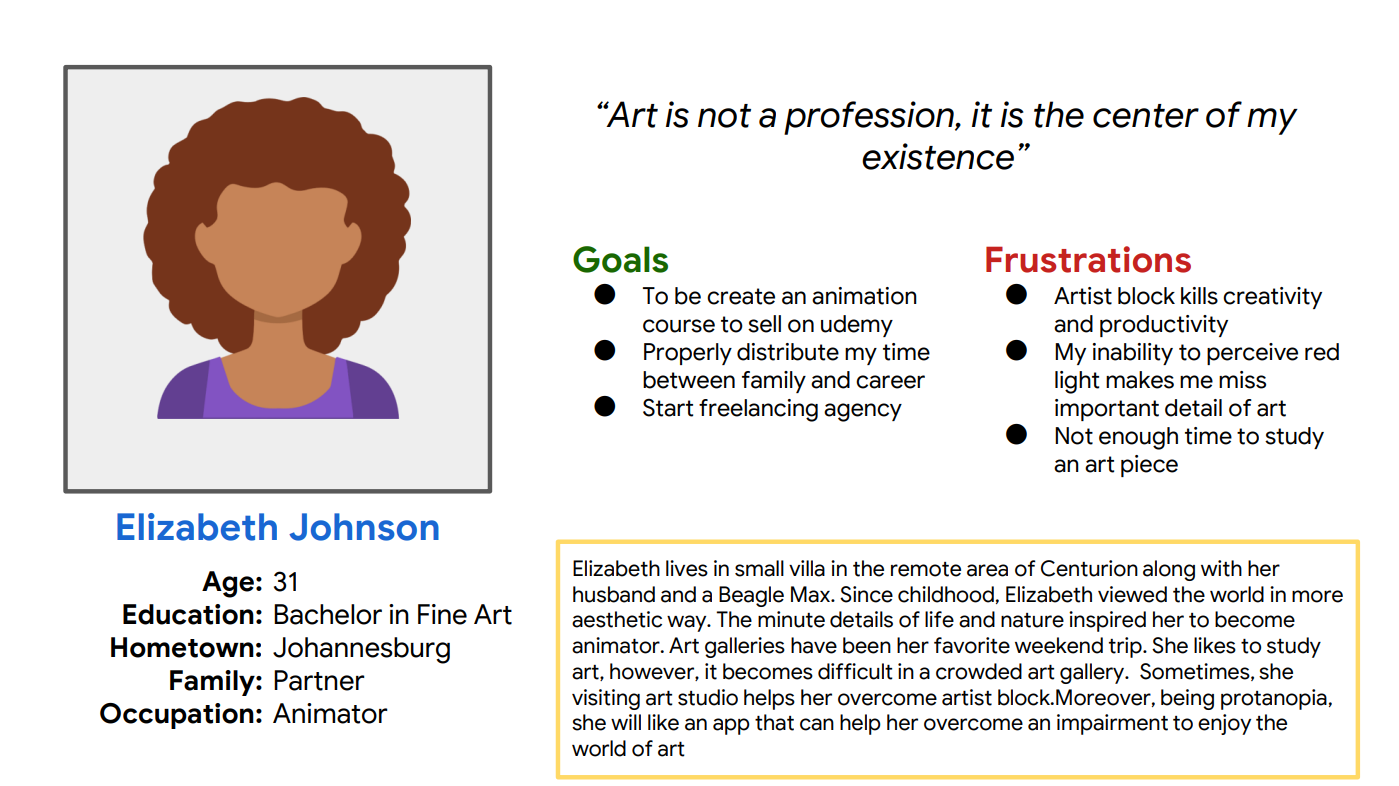 “Art is not a profession, it is the center of my
existence”
Goals
● To be create an animation
course to sell on udemy
● Properly distribute my time
between family and career
● Start freelancing agency
Frustrations
● Artist block kills creativity
and productivity
● My inability to perceive red
light makes me miss
important detail of art
● Not enough time to study
an art piece
Elizabeth Johnson
Age: 31
Education: Bachelor in Fine Art
Hometown: Johannesburg
Family: Partner
Occupation: Animator
Elizabeth lives in small villa in the remote area of Centurion along with her
husband and a Beagle Max. Since childhood, Elizabeth viewed the world in more
aesthetic way. The minute details of life and nature inspired her to become
animator. Art galleries have been her favorite weekend trip. She likes to study
art, however, it becomes difficult in a crowded art gallery.  Sometimes, she
visiting art studio helps her overcome artist block.Moreover, being protanopia,
she will like an app that can help her overcome an impairment to enjoy the
world of art